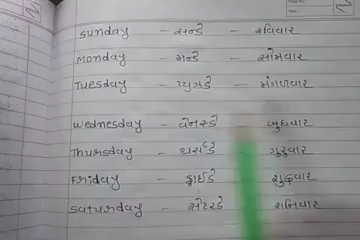 Sunday - સન્ડે - રવિવાર
Monday - મન્ડે - સોમવાર
Tuesday - ટ્યુઝડે - મંગળવાર
Wednesday - વેનસ્ડે બુધવાર
Thursday - થર્સડે ગુરુવાર
Friday - ફ્રાઈડે શુક્રવાર
Saturday - સેટરડે શનિવાર